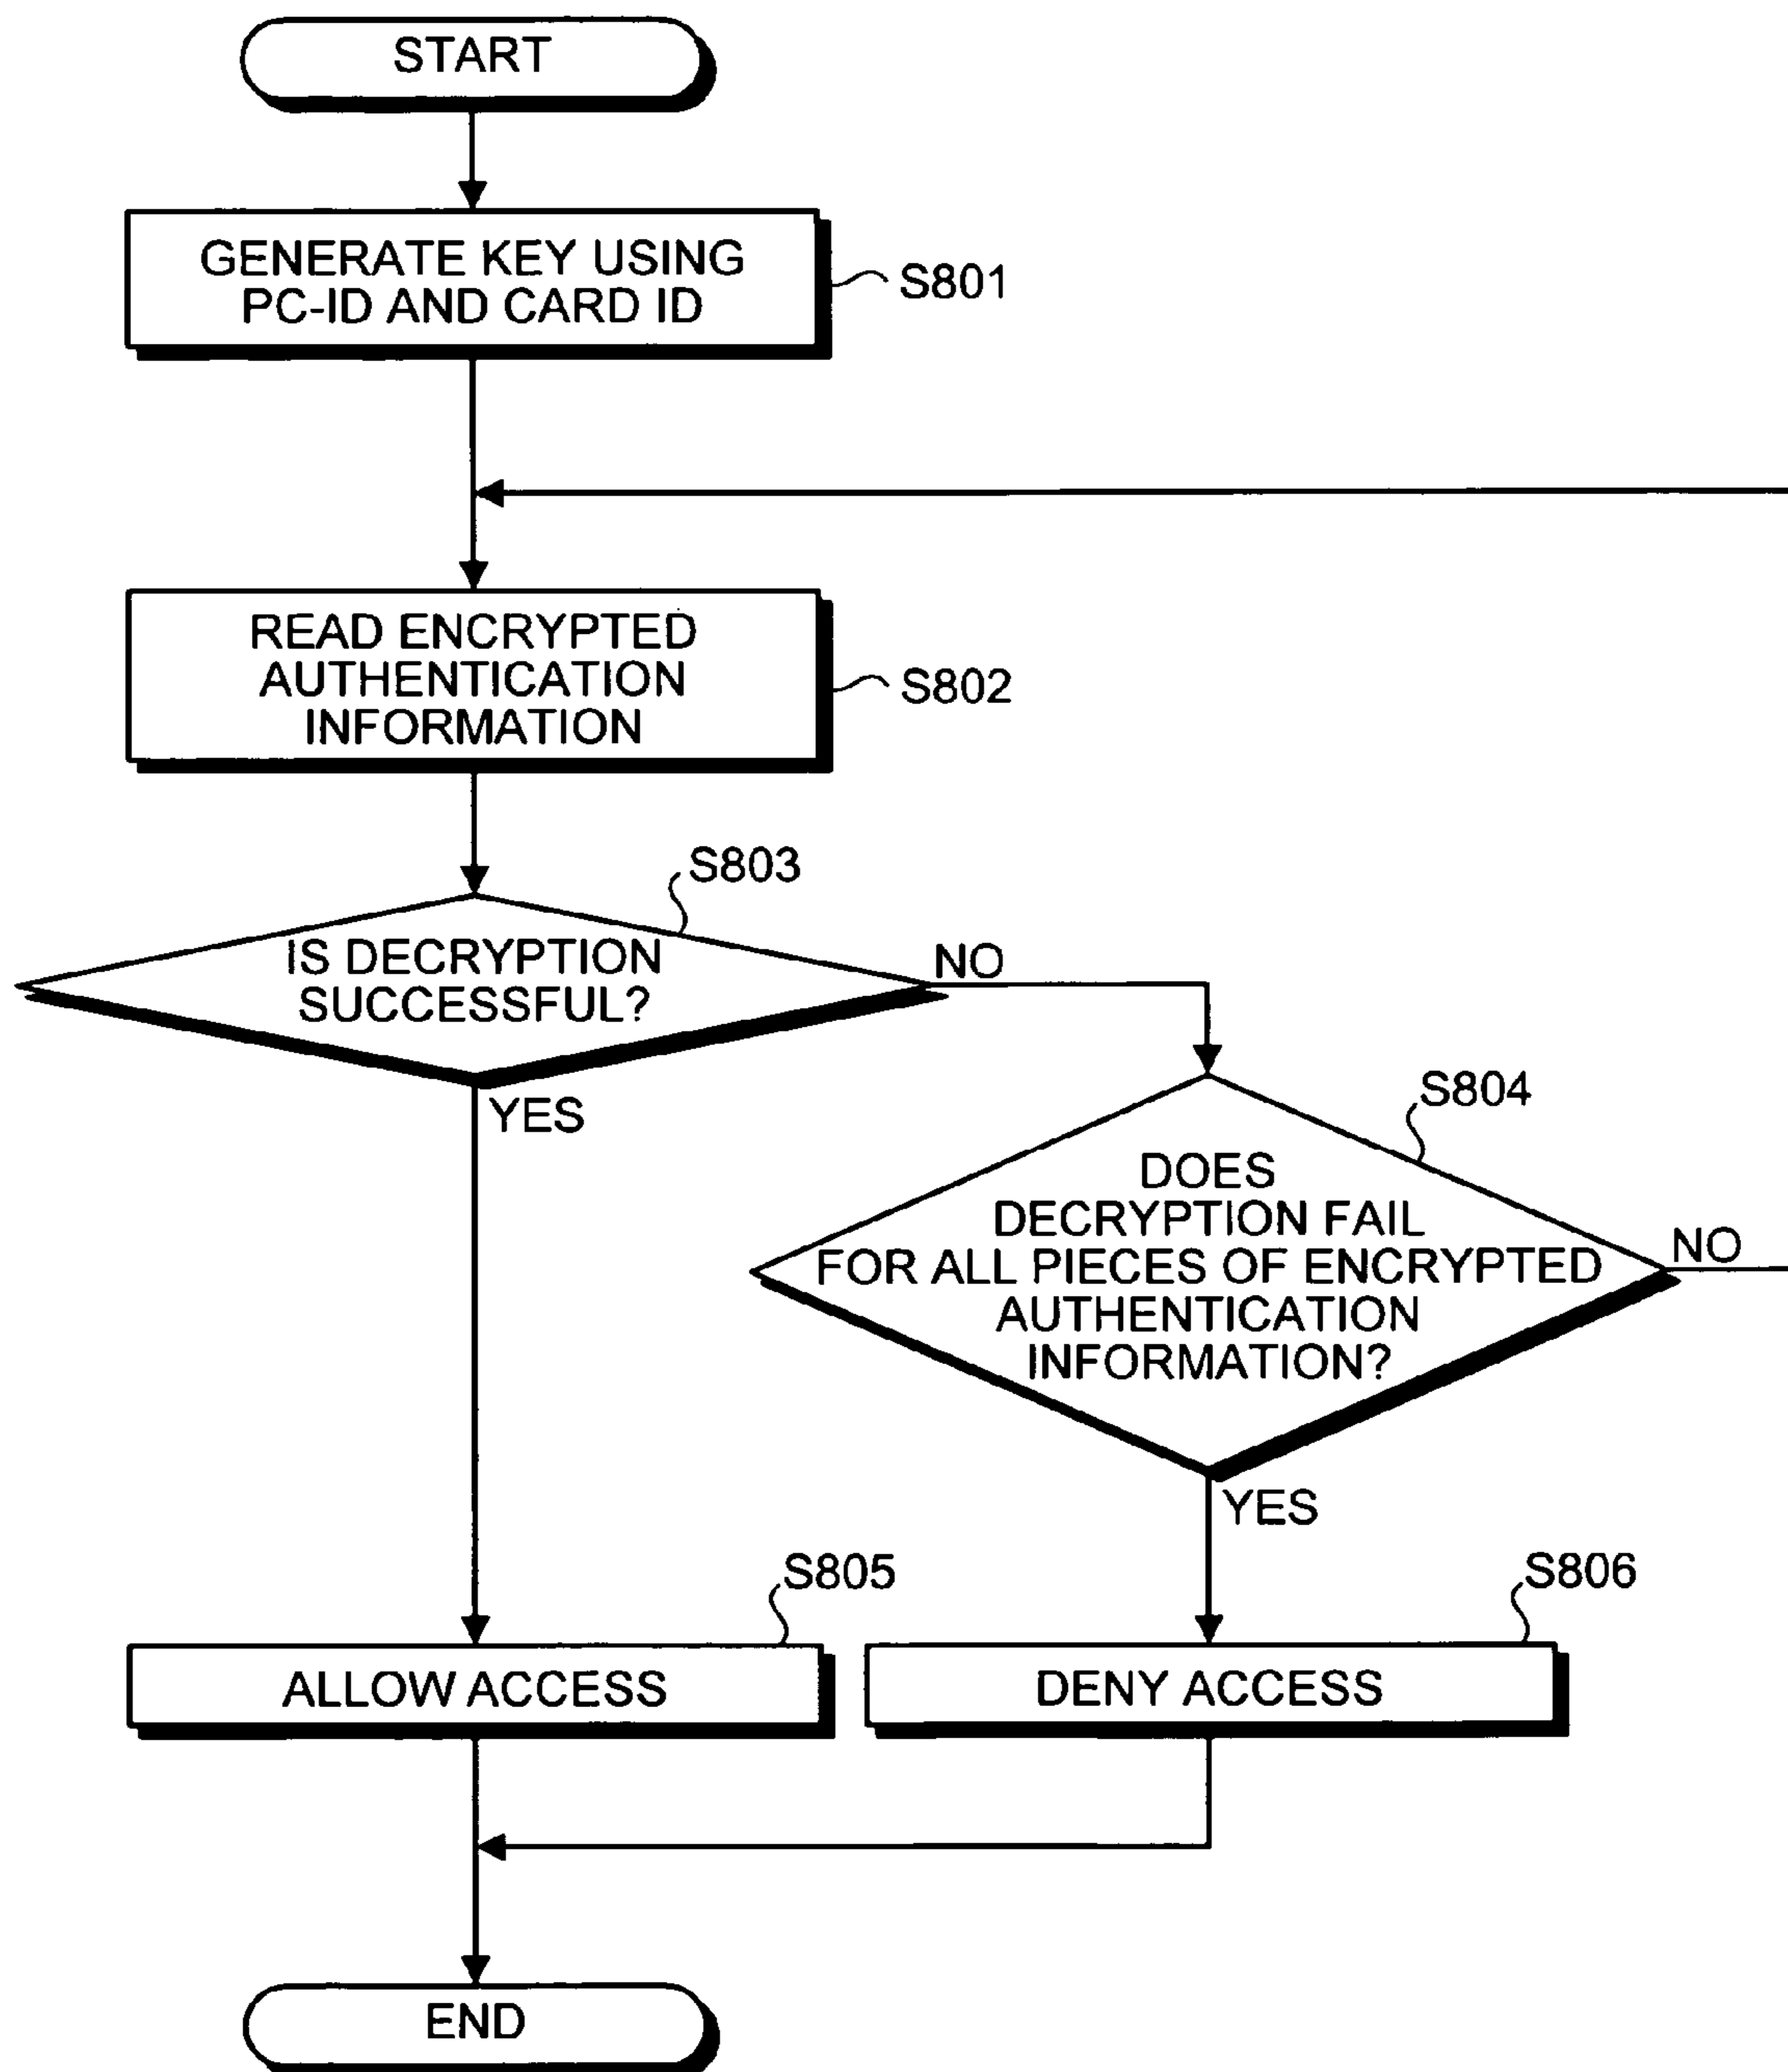 START
GENERATE KEY USING
PC-ID AND CARD ID
S801
READ ENCRYPTED
AUTHENTICATION
INFORMATION
S802
S803
IS DECRYPTION
SUCCESSFUL?
NO
YES
S804
DOES
DECRYPTION FAIL
FOR ALL PIECES OF ENCRYPTED
AUTHENTICATION
INFORMATION?
NO
YES
S805
ALLOW ACCESS
S806
DENY ACCESS
END